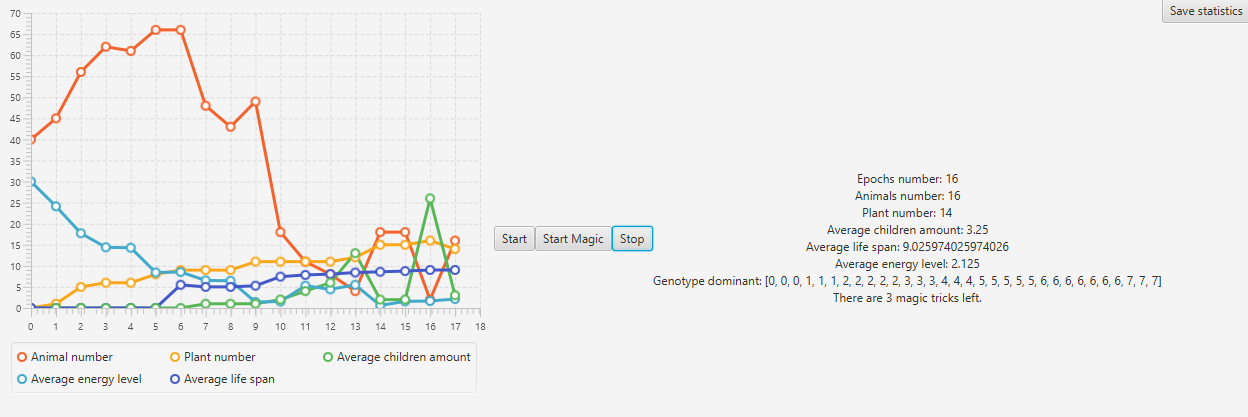 Save statistics
70
65
60
55
50
45
40
35
30
25
20
15
10
5
0
0 1 2 3 4 5 6 7 8 9 10 11 12 13 14 15 16 17 18
Animal number Plant number Average children amount
Average energy level Average life span
Start Start Magic Stop
Epochs number: 16
Animals number: 16
Plant number: 14
Average children amount: 3.25
Average life span: 9.025974025974026
Average energy level: 2.125
Genotype dominant: [0, 0, 0, 1, 1, 1, 2, 2, 2, 2, 2, 3, 3, 3, 4, 4, 4, 5, 5, 5, 5, 5, 6, 6, 6, 6, 6, 6, 6, 7, 7, 7]
There are 3 magic tricks left.